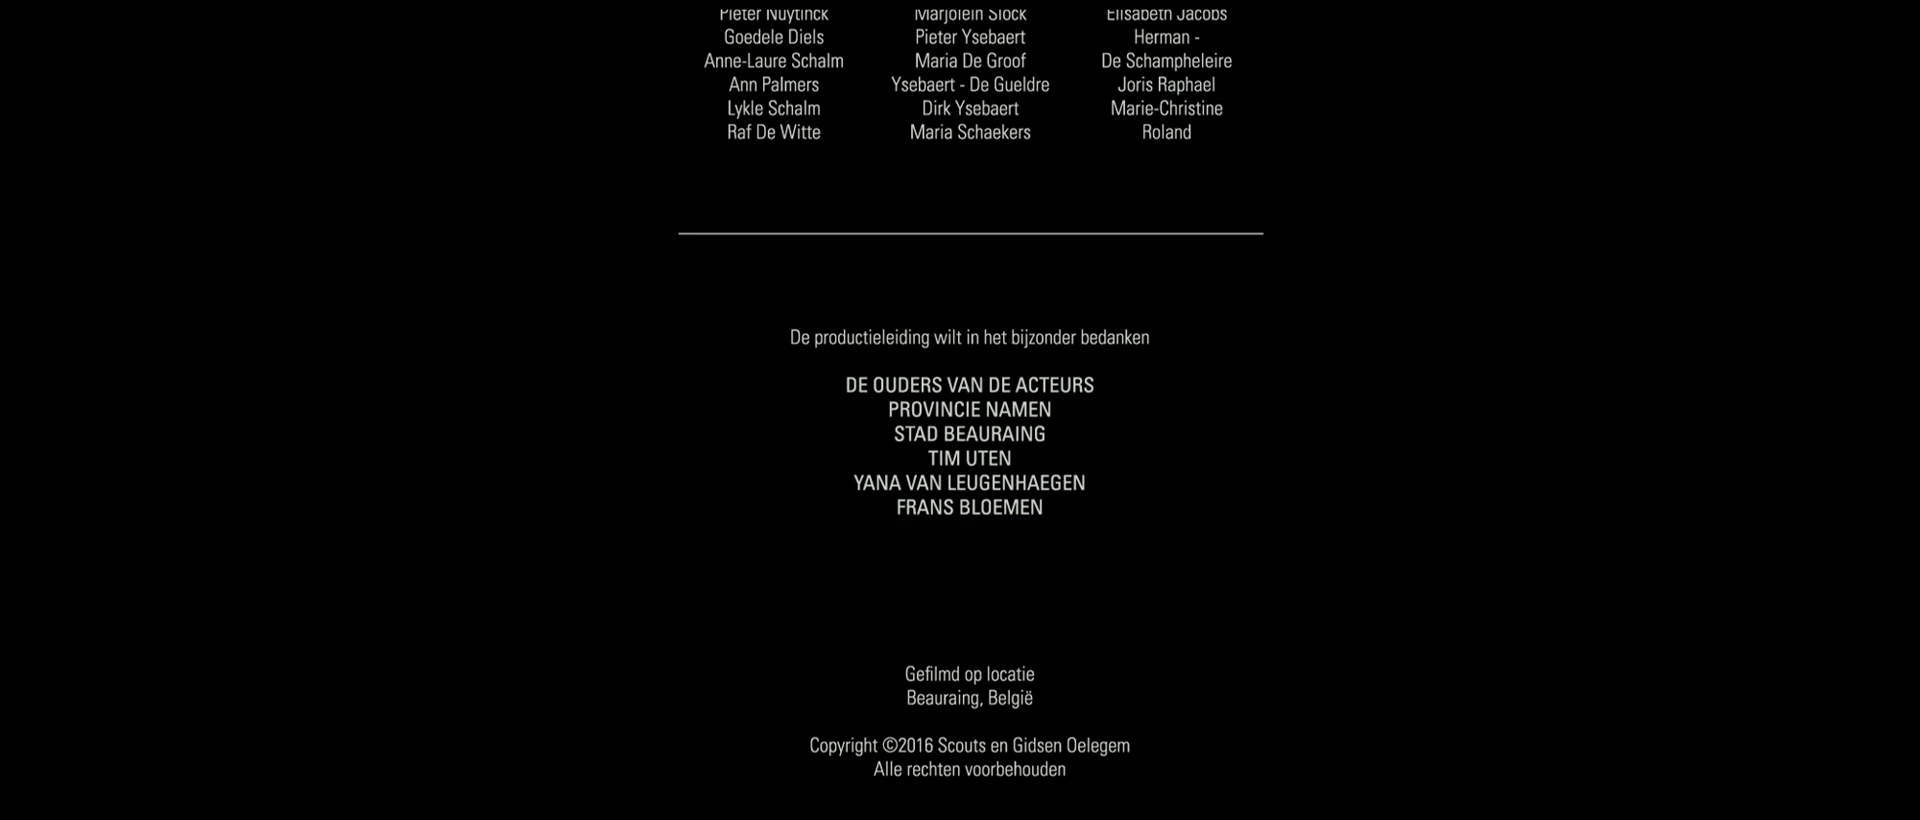 Pieter Nuytinck
Goedele Diels
Anne-Laure Schalm
Ann Palmers
Lykle Schalm
Raf De Witte
Marjolein Slock
Pieter Ysebaert
Maria De Groof
Ysebaert - De Gueldre
Dirk Ysebaert
Maria Schaekers
Elisabeth Jacobs
Herman -
De Schampheleire
Joris Raphael
Marie-Christine
Roland
De productieleiding wilt in het bijzonder bedanken
DE OUDERS VAN DE ACTEURS
PROVINCIE NAMEN
STAD BEAURAING
TIM UTEN
YANA VAN LEUGENHAEGEN
FRANS BLOEMEN
Gefilmd op locatie
Beauraing, België
Copyright ©2016 Scouts en Gidsen Oelegem
Alle rechten voorbehouden